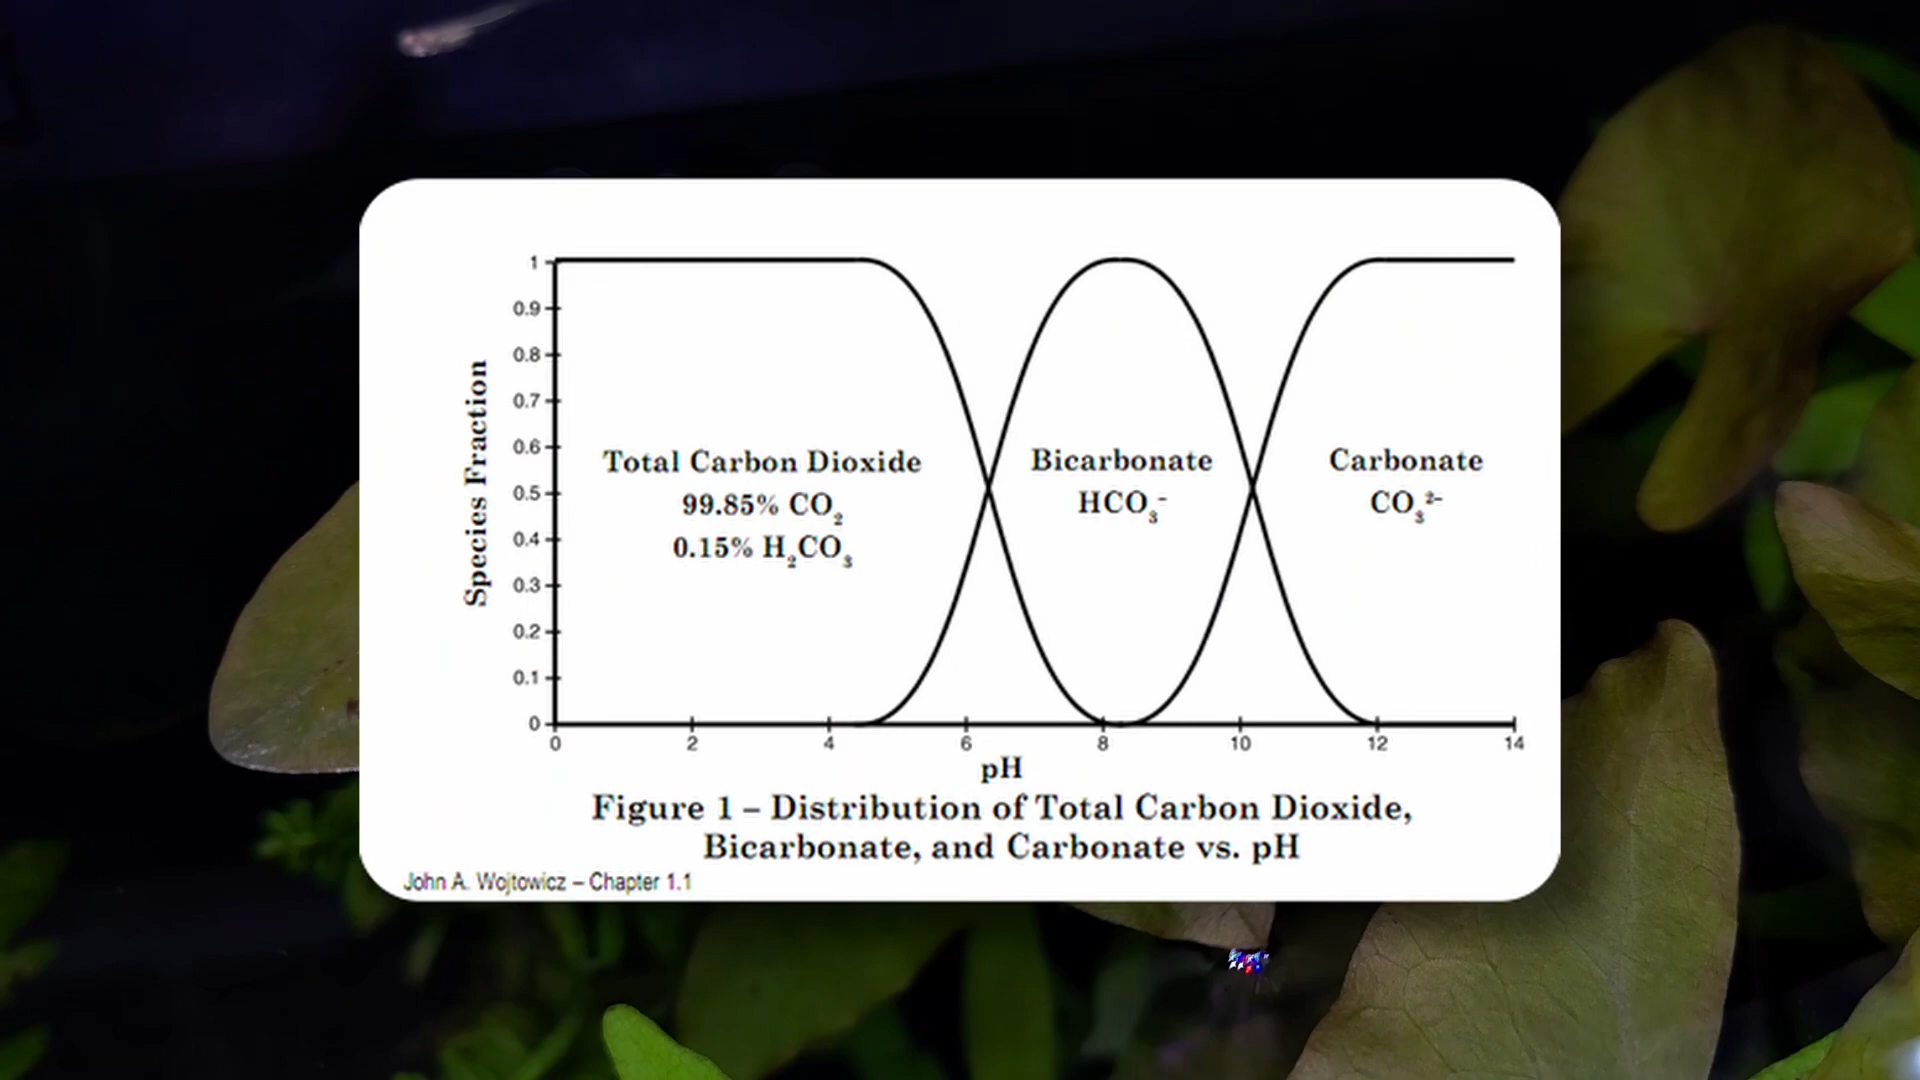 1
0.9
0.8
0.7
0.6
0.5
0.4
0.3
0.2
0.1
0
Species Fraction
Total Carbon Dioxide
99.85% CO₂
0.15% H₂CO₃
Bicarbonate
HCO₃⁻
Carbonate
CO₃²⁻
0 2 4 6 8 10 12 14
pH
Figure 1 – Distribution of Total Carbon Dioxide,
Bicarbonate, and Carbonate vs. pH
John A. Wojtowicz – Chapter 1.1